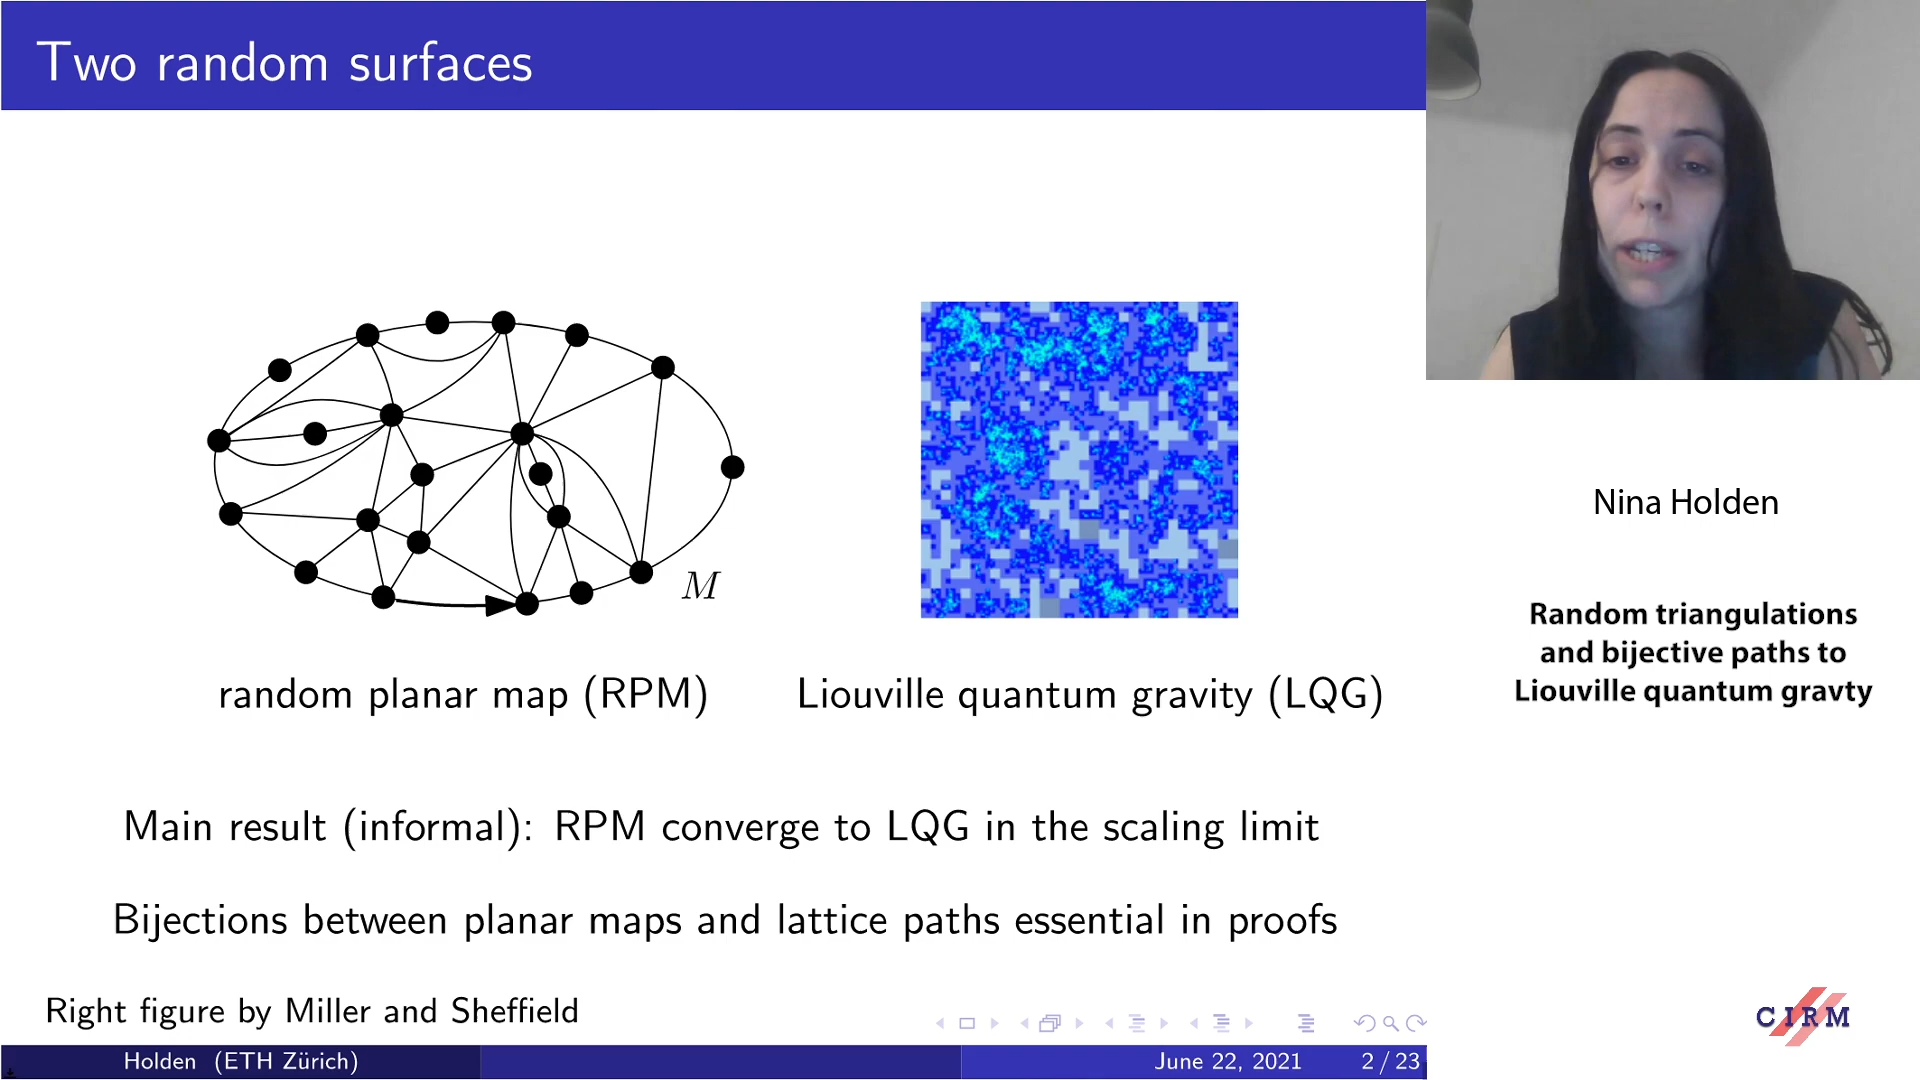 Two random surfaces
M
random planar map (RPM)
Liouville quantum gravity (LQG)
Main result (informal): RPM converge to LQG in the scaling limit
Bijections between planar maps and lattice paths essential in proofs
Right figure by Miller and Sheffield
Holden (ETH Zürich)
June 22, 2021
2 / 23
Nina Holden
Random triangulations
and bijective paths to
Liouville quantum gravty
CIRM